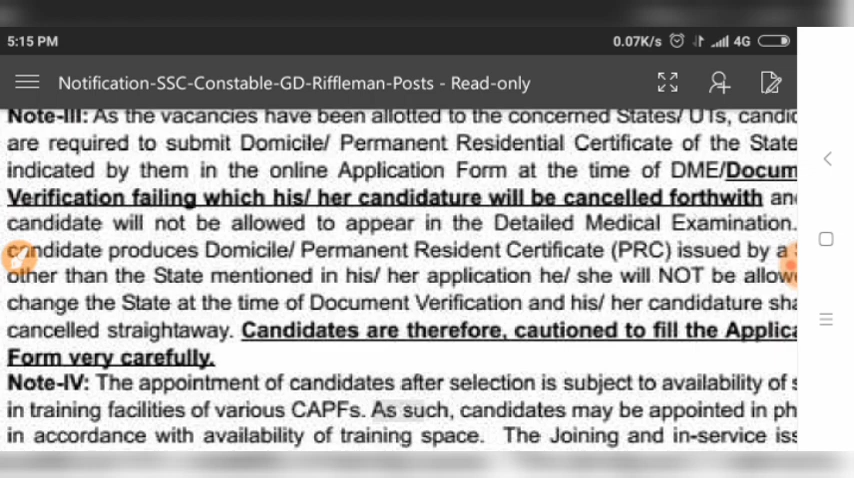 5:15 PM 0.07K/s 4G
Notification-SSC-Constable-GD-Riffleman-Posts - Read-only
Note-III: As the vacancies have been allotted to the concerned States/ UTs, candic
are required to submit Domicile/ Permanent Residential Certificate of the State
indicated by them in the online Application Form at the time of DME/Docum
Verification failing which his/ her candidature will be cancelled forthwith an
candidate will not be allowed to appear in the Detailed Medical Examination.
candidate produces Domicile/ Permanent Resident Certificate (PRC) issued by a
other than the State mentioned in his/ her application he/ she will NOT be allow
change the State at the time of Document Verification and his/ her candidature sha
cancelled straightaway. Candidates are therefore, cautioned to fill the Applica
Form very carefully.
Note-IV: The appointment of candidates after selection is subject to availability of s
in training facilities of various CAPFs. As such, candidates may be appointed in ph
in accordance with availability of training space. The Joining and in-service iss